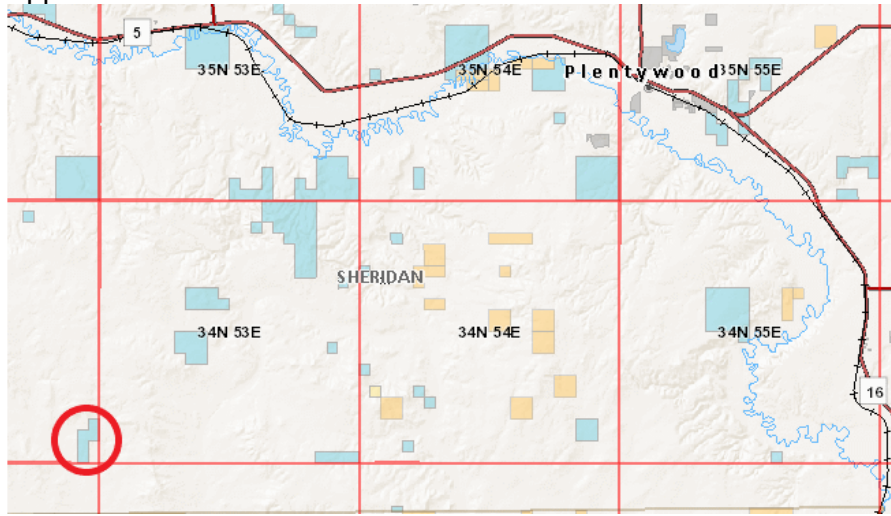 5
35N 53E
35N 54E
Plentywood
35N 55E
SHERIDAN
34N 53E
34N 54E
34N 55E
16